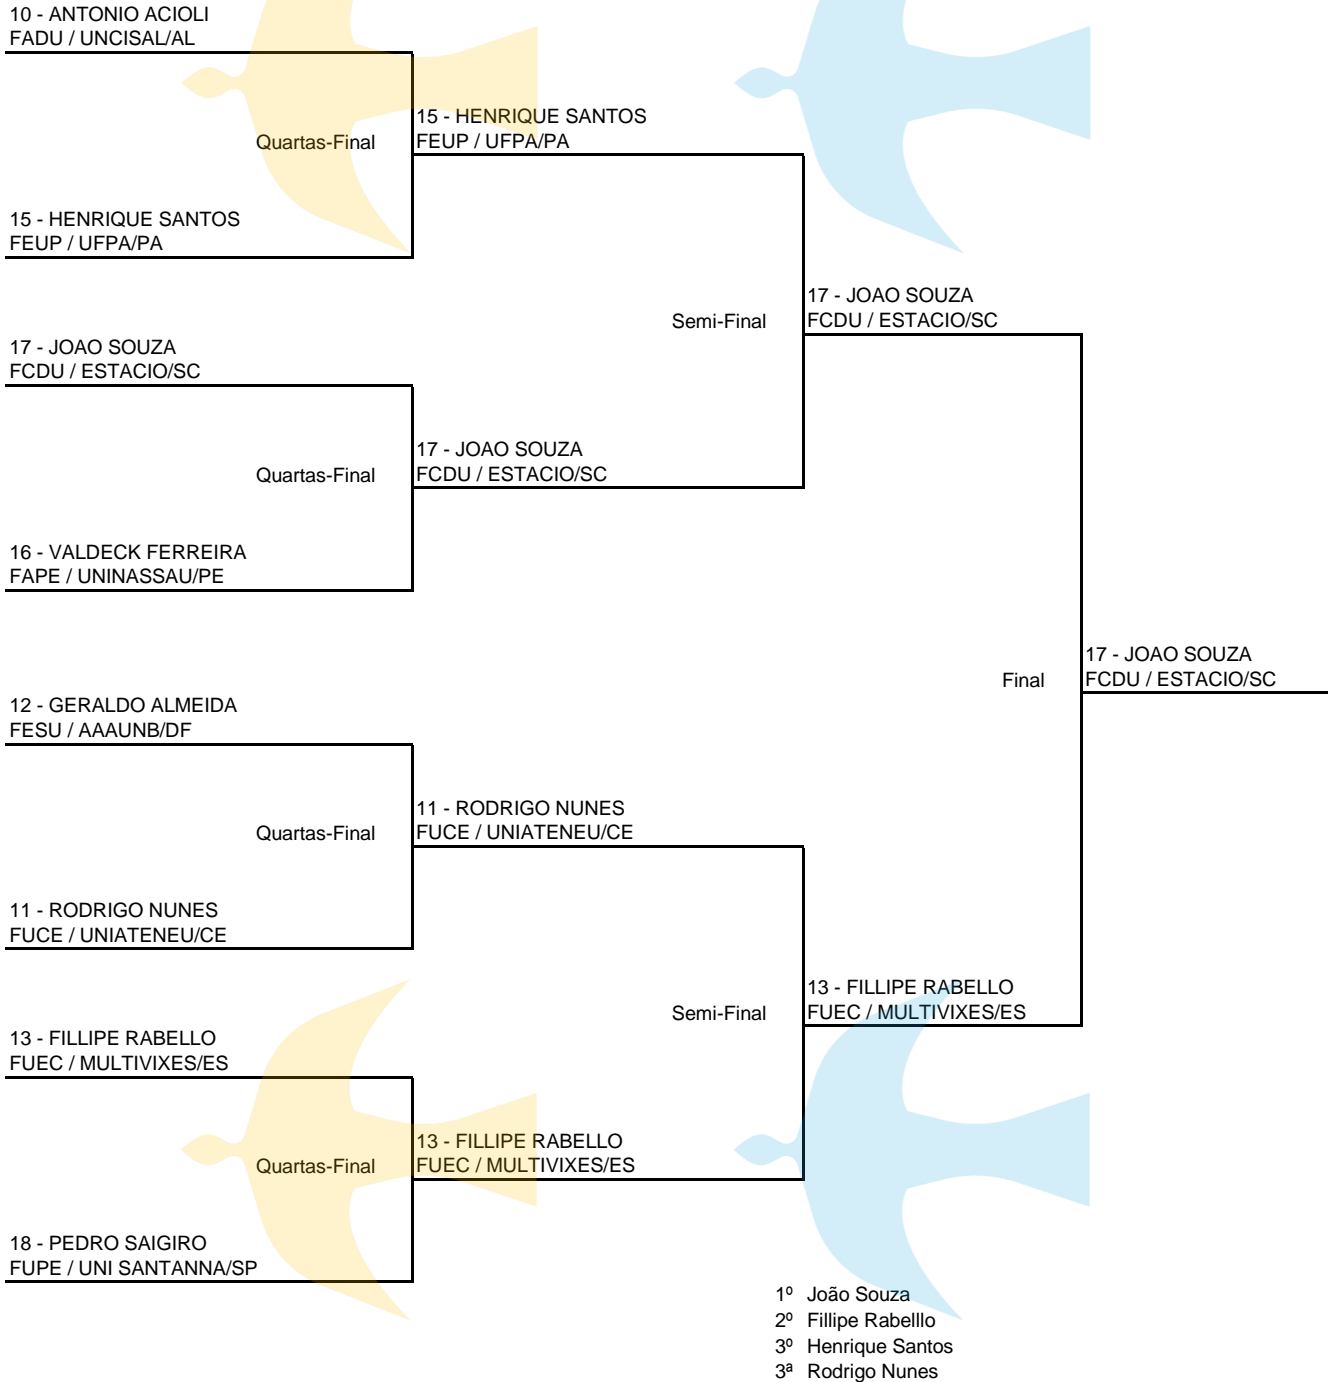 10 - ANTONIO ACIOLI
FADU / UNCISAL/AL
15 - HENRIQUE SANTOS
FEUP / UFPA/PA
Quartas-Final
15 - HENRIQUE SANTOS
FEUP / UFPA/PA
17 - JOAO SOUZA
FCDU / ESTACIO/SC
Semi-Final
17 - JOAO SOUZA
FCDU / ESTACIO/SC
17 - JOAO SOUZA
FCDU / ESTACIO/SC
Quartas-Final
16 - VALDECK FERREIRA
FAPE / UNINASSAU/PE
17 - JOAO SOUZA
FCDU / ESTACIO/SC
Final
12 - GERALDO ALMEIDA
FESU / AAAUNB/DF
11 - RODRIGO NUNES
FUCE / UNIATENEU/CE
Quartas-Final
11 - RODRIGO NUNES
FUCE / UNIATENEU/CE
13 - FILLIPE RABELLO
FUEC / MULTIVIXES/ES
Semi-Final
13 - FILLIPE RABELLO
FUEC / MULTIVIXES/ES
13 - FILLIPE RABELLO
FUEC / MULTIVIXES/ES
Quartas-Final
18 - PEDRO SAIGIRO
FUPE / UNI SANTANNA/SP
1º João Souza
2º Fillipe Rabelllo
3º Henrique Santos
3ª Rodrigo Nunes